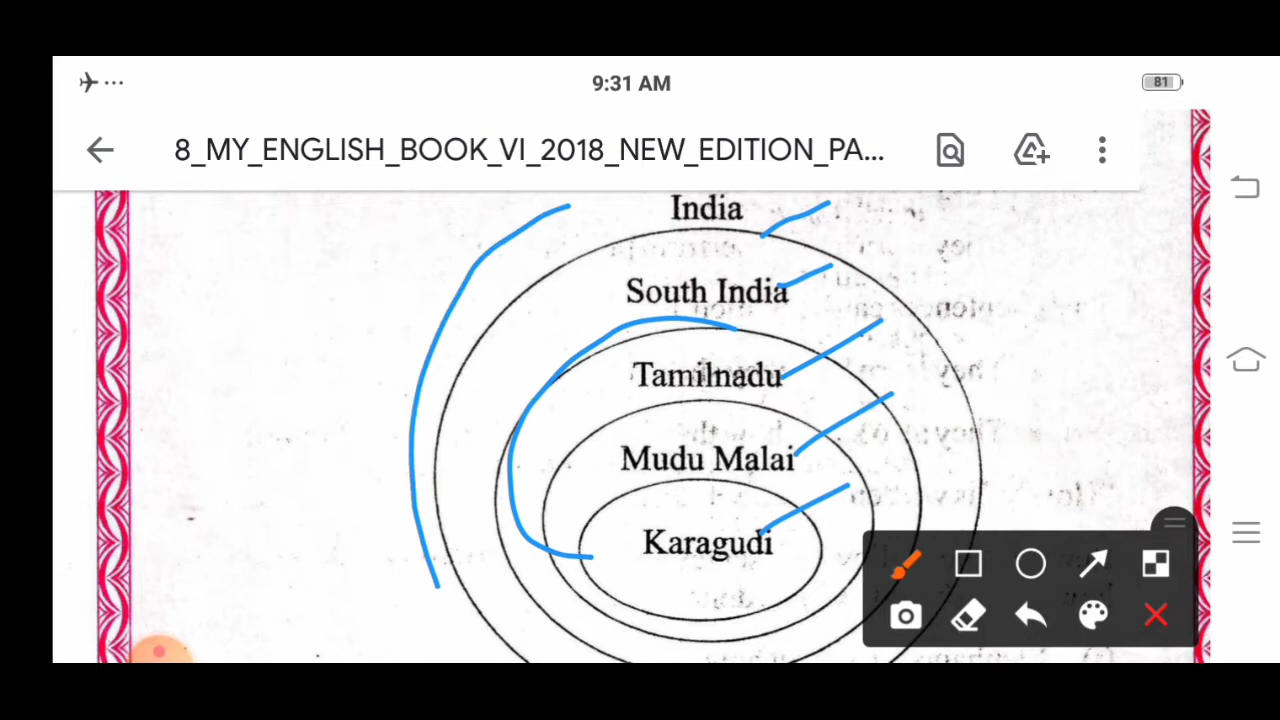 9:31 AM
81
8_MY_ENGLISH_BOOK_VI_2018_NEW_EDITION_PA...
India
South India
Tamilnadu
Mudu Malai
Karagudi